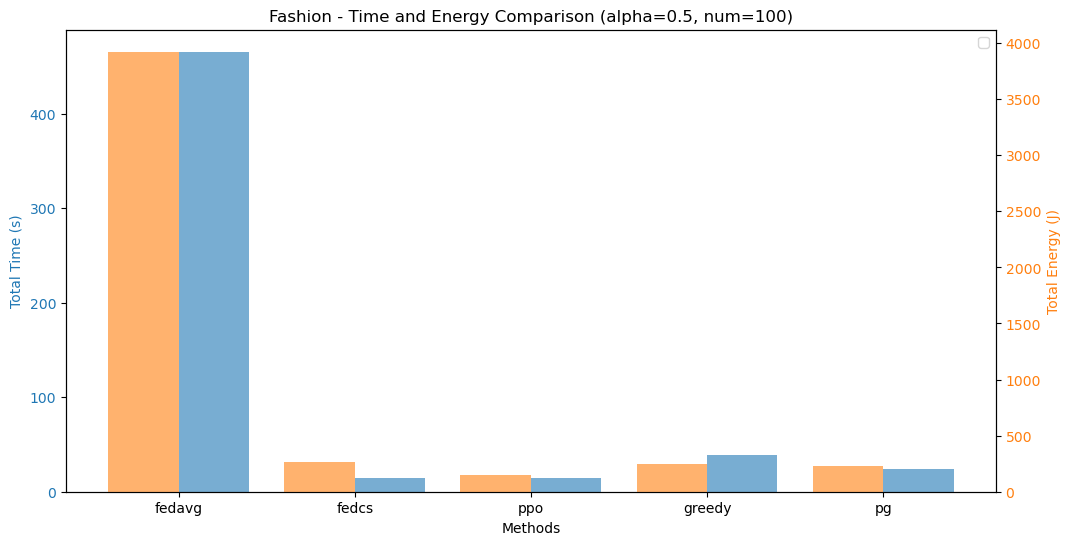 Fashion - Time and Energy Comparison (alpha=0.5, num=100)
Total Time (s)
400
300
200
100
0
4000
3500
3000
2500
2000
1500
1000
500
0
Total Energy (J)
fedavg fedcs ppo greedy pg
Methods